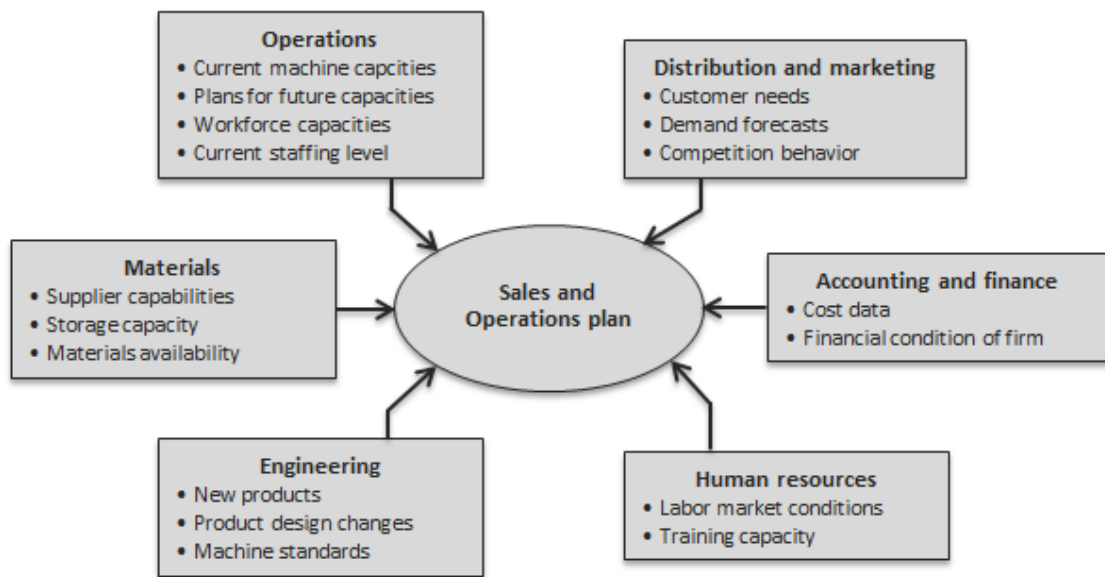 Operations
• Current machine capcities
• Plans for future capacities
• Workforce capacities
• Current staffing level
Distribution and marketing
• Customer needs
• Demand forecasts
• Competition behavior
Materials
• Supplier capabilities
• Storage capacity
• Materials availability
Sales and
Operations plan
Accounting and finance
• Cost data
• Financial condition of firm
Engineering
• New products
• Product design changes
• Machine standards
Human resources
• Labor market conditions
• Training capacity